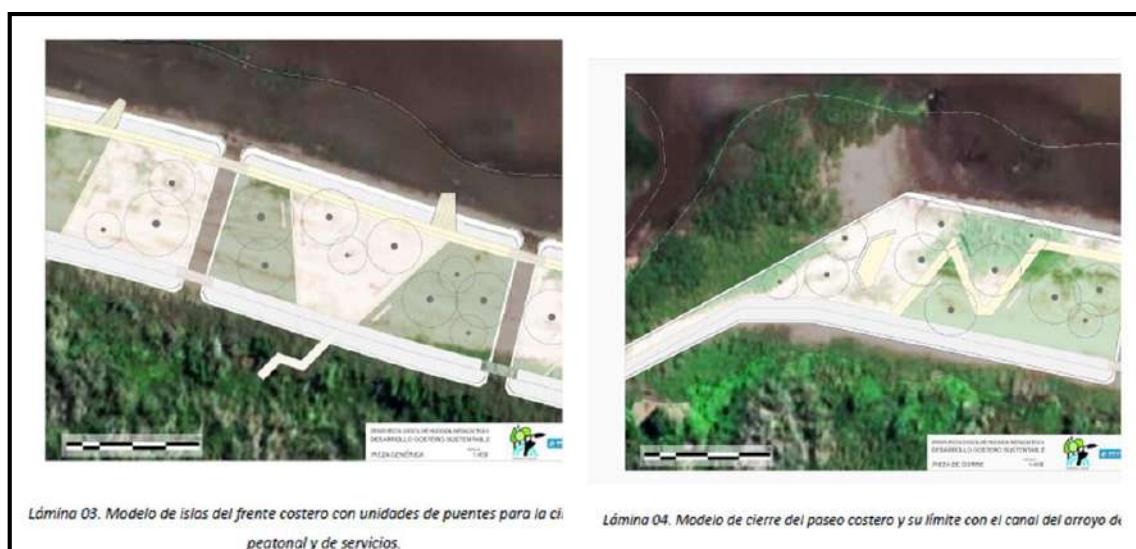 DESARROLLO COSTERO SUSTENTABLE
PIEZA GENÉRICA
DESARROLLO COSTERO SUSTENTABLE
PIEZA DE CIERRE
Lámina 03. Modelo de islas del frente costero con unidades de puentes para la ci
peatonal y de servicios.
Lámina 04. Modelo de cierre del paseo costero y su límite con el canal del arroyo de